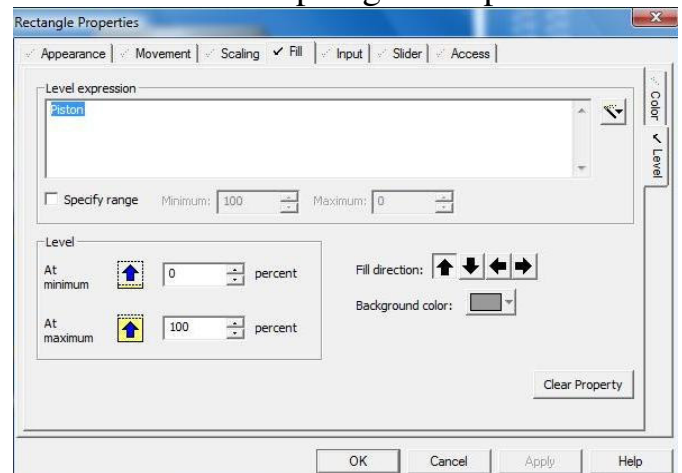 Rectangle Properties
Appearance Movement Scaling Fill Input Slider Access
Color
Level
Level expression
Piston
Specify range Minimum: 100 Maximum: 0
Level
At minimum 0 percent
At maximum 100 percent
Fill direction:
Background color:
Clear Property
OK Cancel Apply Help